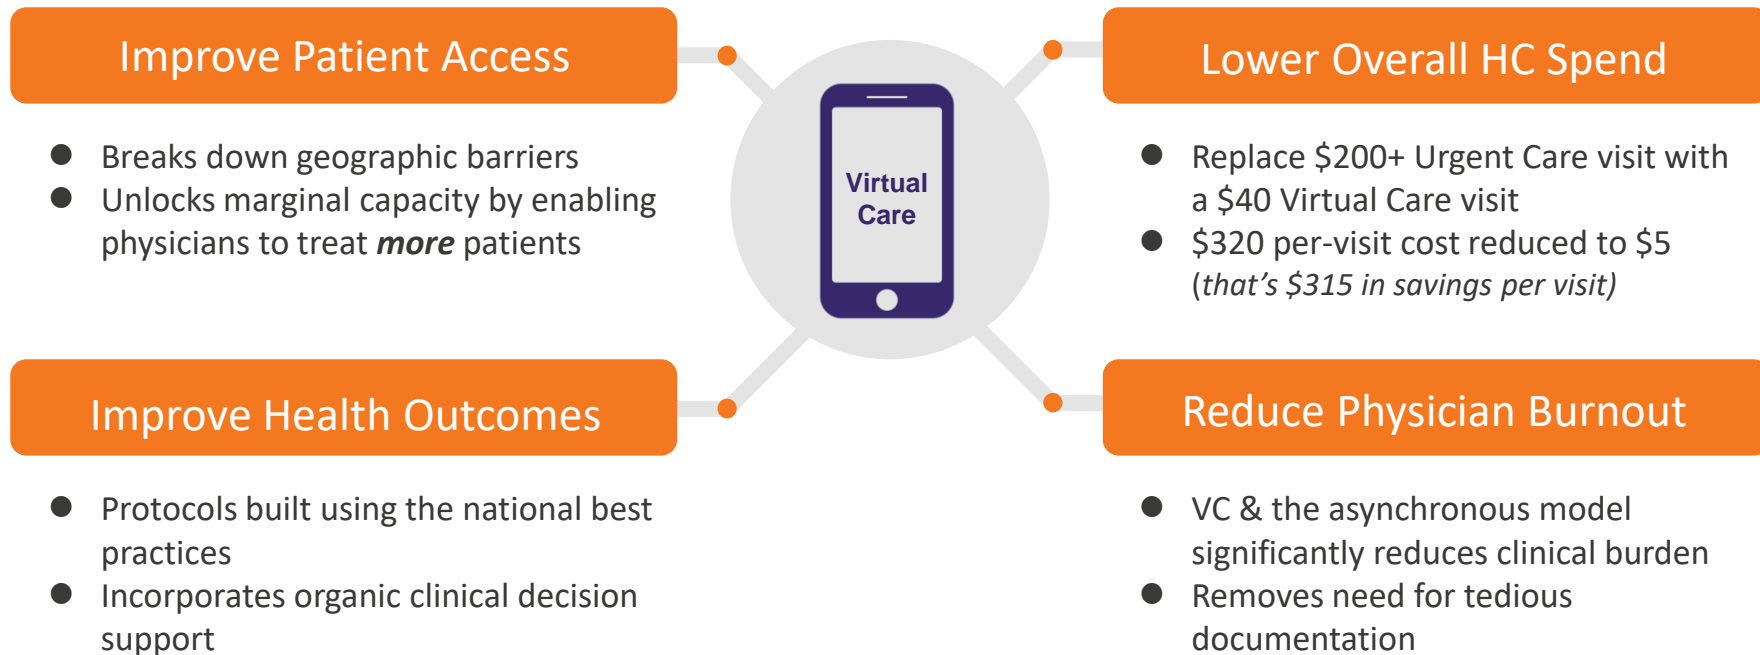 Improve Patient Access
● Breaks down geographic barriers
● Unlocks marginal capacity by enabling
physicians to treat more patients
Virtual
Care
Lower Overall HC Spend
● Replace $200+ Urgent Care visit with
a $40 Virtual Care visit
● $320 per-visit cost reduced to $5
(that’s $315 in savings per visit)
Improve Health Outcomes
● Protocols built using the national best
practices
● Incorporates organic clinical decision
support
Reduce Physician Burnout
● VC & the asynchronous model
significantly reduces clinical burden
● Removes need for tedious
documentation